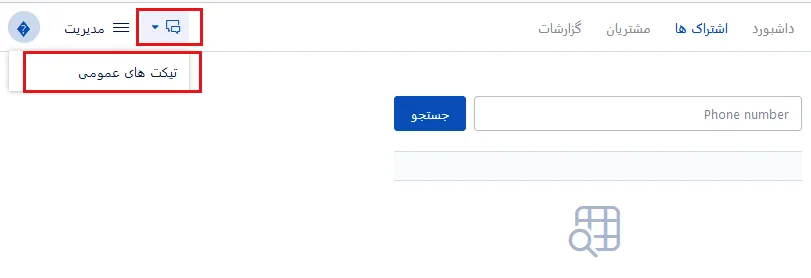 داشبورد اشتراک ها مشتریان گزارشات مدیریت
تیکت های عمومی
Phone number جستجو